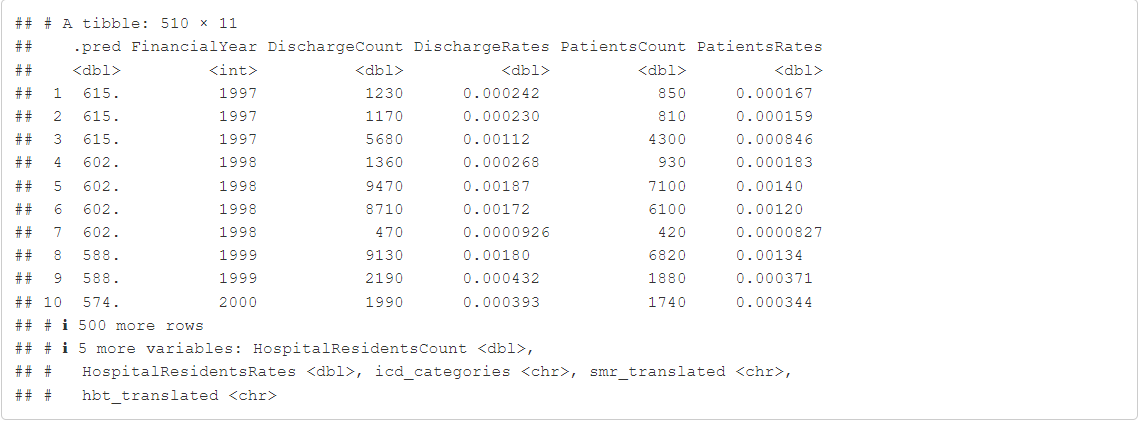 ## # A tibble: 510 × 11
##    .pred FinancialYear DischargeCount DischargeRates PatientsCount PatientsRates
##    <dbl>         <int>          <dbl>          <dbl>         <dbl>         <dbl>
##  1  615.          1997           1230      0.000242            850     0.000167
##  2  615.          1997           1170      0.000230            810     0.000159
##  3  615.          1997           5680      0.00112            4300     0.000846
##  4  602.          1998           1360      0.000268            930     0.000183
##  5  602.          1998           9470      0.00187            7100     0.00140
##  6  602.          1998           8710      0.00172            6100     0.00120
##  7  602.          1998            470      0.0000926           420     0.0000827
##  8  588.          1999           9130      0.00180            6820     0.00134
##  9  588.          1999           2190      0.000432           1880     0.000371
## 10  574.          2000           1990      0.000393           1740     0.000344
## # ℹ 500 more rows
## # ℹ 5 more variables: HospitalResidentsCount <dbl>,
## #   HospitalResidentsRates <dbl>, icd_categories <chr>, smr_translated <chr>,
## #   hbt_translated <chr>